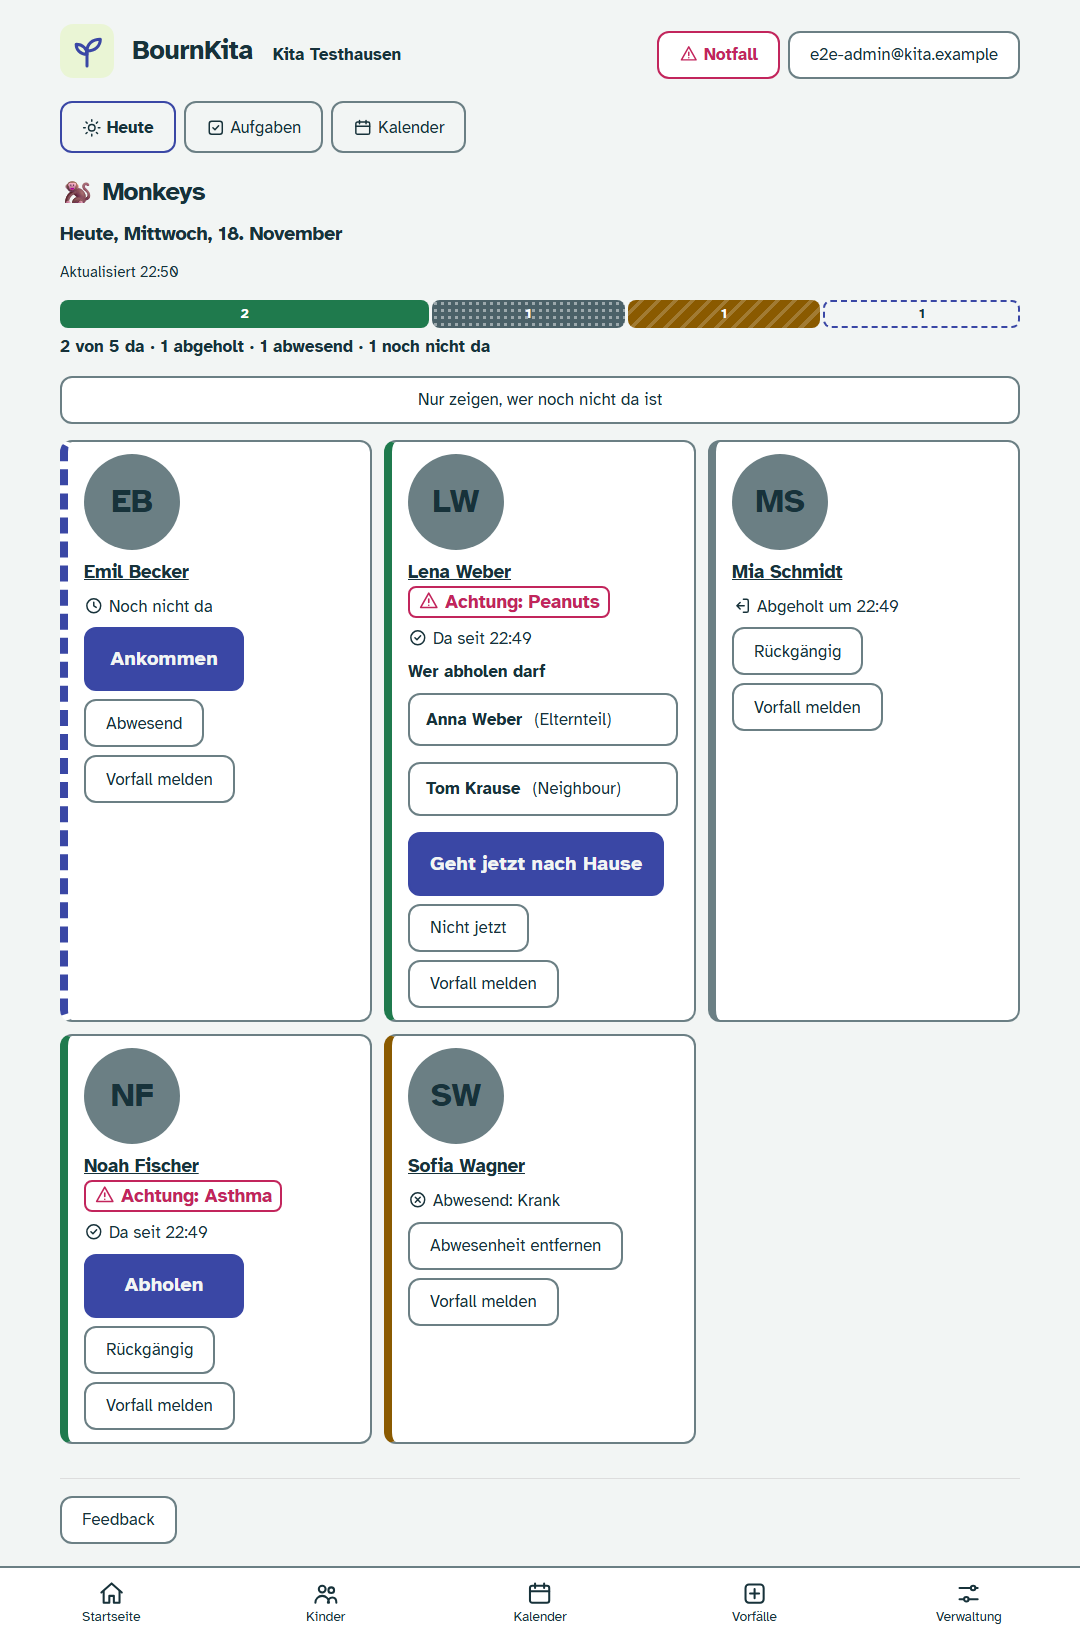 BournKita Kita Testhausen
Notfall
e2e-admin@kita.example
Heute
Aufgaben
Kalender
Monkeys
Heute, Mittwoch, 18. November
Aktualisiert 22:50
2 1 1 1
2 von 5 da · 1 abgeholt · 1 abwesend · 1 noch nicht da
Nur zeigen, wer noch nicht da ist
EB
Emil Becker
Noch nicht da
Ankommen
Abwesend
Vorfall melden
LW
Lena Weber
Achtung: Peanuts
Da seit 22:49
Wer abholen darf
Anna Weber (Elternteil)
Tom Krause (Neighbour)
Geht jetzt nach Hause
Nicht jetzt
Vorfall melden
MS
Mia Schmidt
Abgeholt um 22:49
Rückgängig
Vorfall melden
NF
Noah Fischer
Achtung: Asthma
Da seit 22:49
Abholen
Rückgängig
Vorfall melden
SW
Sofia Wagner
Abwesend: Krank
Abwesenheit entfernen
Vorfall melden
Feedback
Startseite
Kinder
Kalender
Vorfälle
Verwaltung